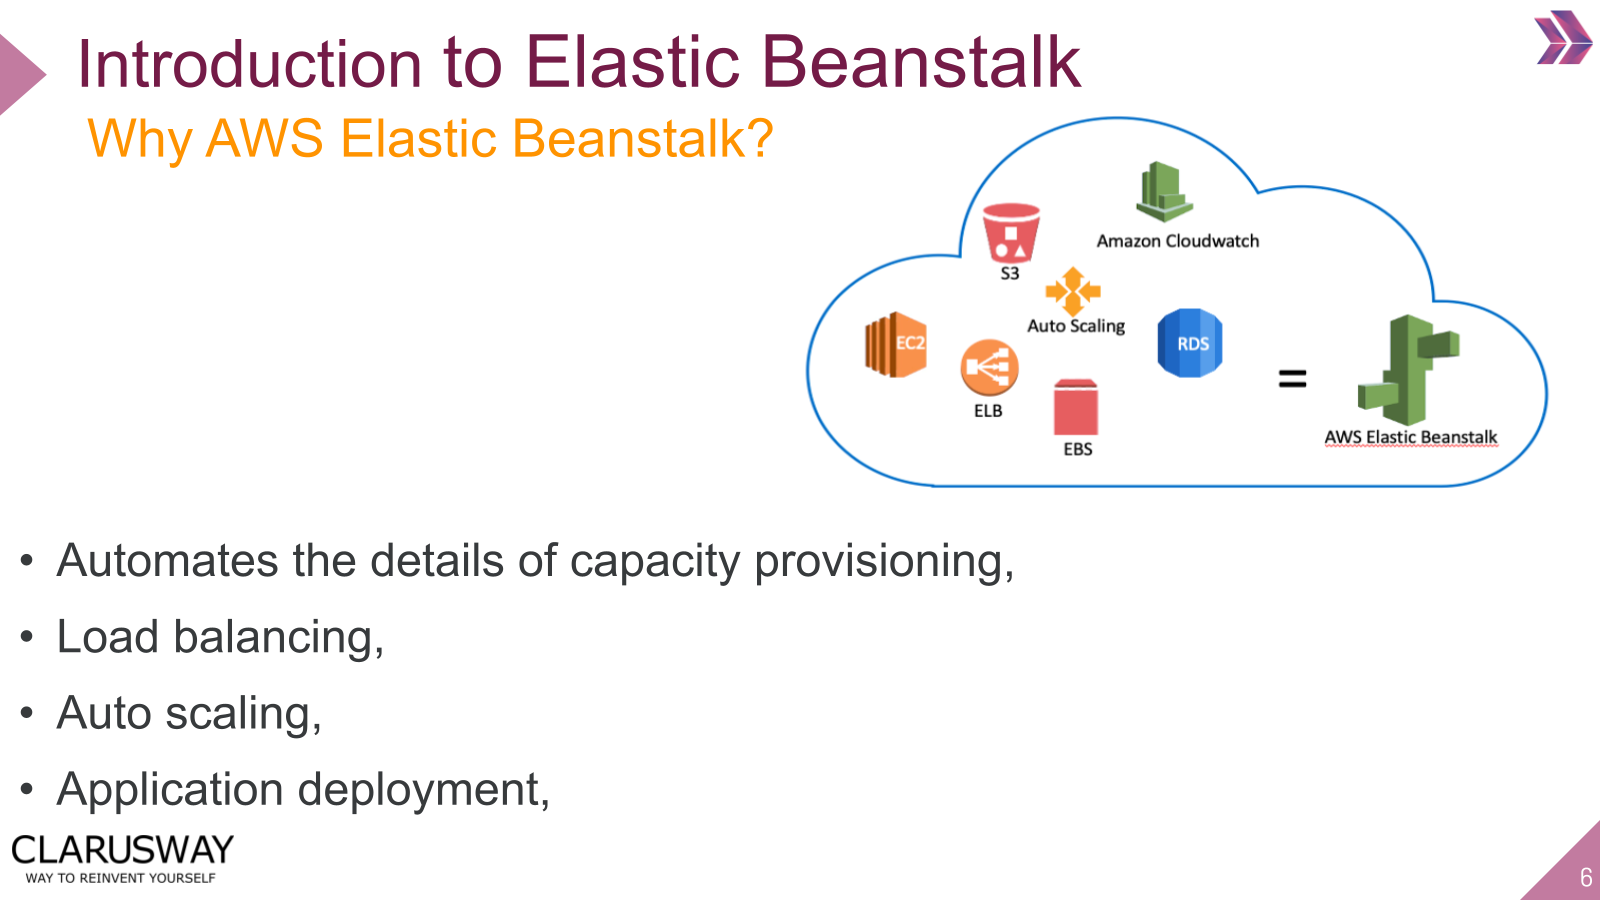 Introduction to Elastic Beanstalk
Why AWS Elastic Beanstalk?
Amazon Cloudwatch
S3
Auto Scaling
EC2
RDS
ELB
=
AWS Elastic Beanstalk
EBS
• Automates the details of capacity provisioning,
• Load balancing,
• Auto scaling,
• Application deployment,
CLARUSWAY
WAY TO REINVENT YOURSELF
6